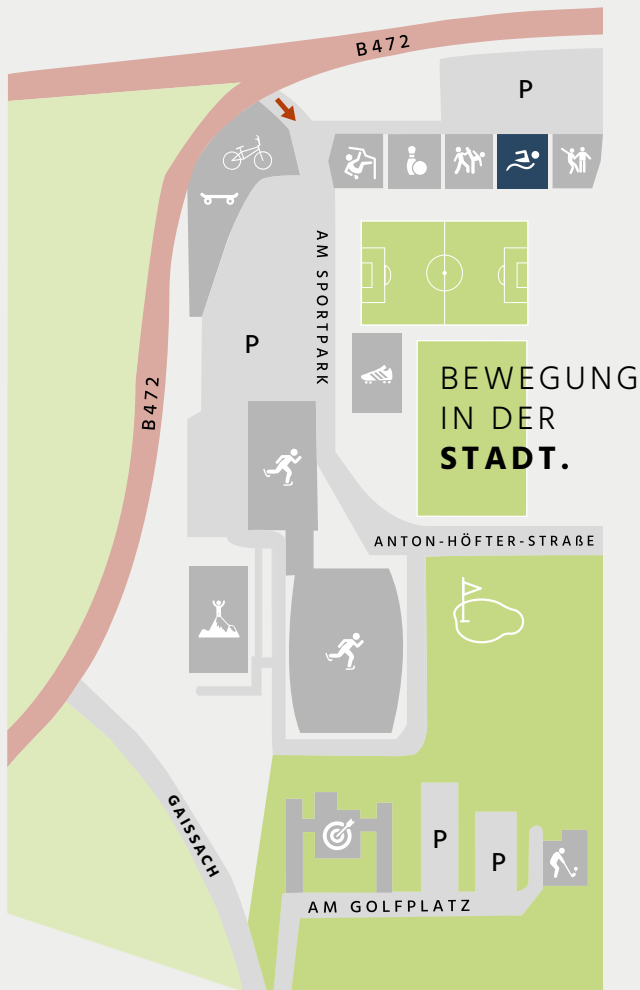 B472
P
AM SPORTPARK
P
B472
BEWEGUNG
IN DER
STADT.
ANTON-HÖFTER-STRAßE
GAISSACH
P
P
AM GOLFPLATZ